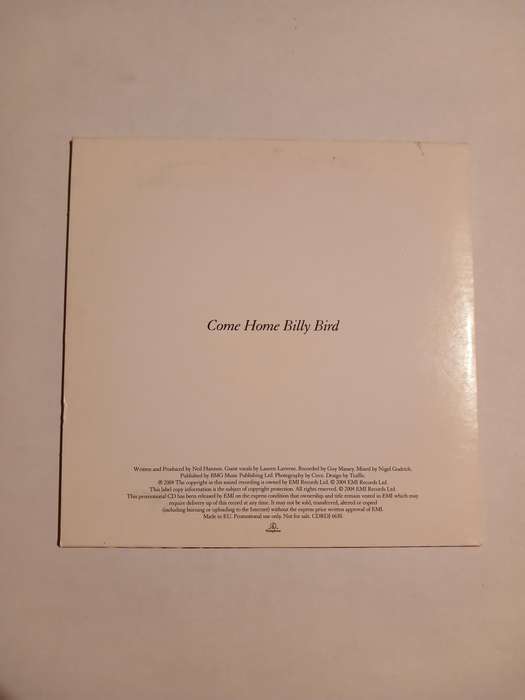 Come Home Billy Bird
Written and Produced by Neil Hannon. Guest vocals by Lauren Laverne. Recorded by Guy Massey. Mixed by Nigel Godrich.
Published by BMG Music Publishing Ltd. Photography by Ceve. Design by Traffic.
℗ 2004 The copyright in this sound recording is owned by EMI Records Ltd. © 2004 EMI Records Ltd.
This label copy information is the subject of copyright protection. All rights reserved. © 2004 EMI Records Ltd.
This promotional CD has been released by EMI on the express condition that ownership and title remain vested in EMI which may
require delivery up of this record at any time. It must not be sold, transferred, altered or copied
(including burning or uploading to the Internet) without the express prior written approval of EMI.
Made in EU. Promotional use only. Not for sale. CDRDJ 6630.
Parlophone